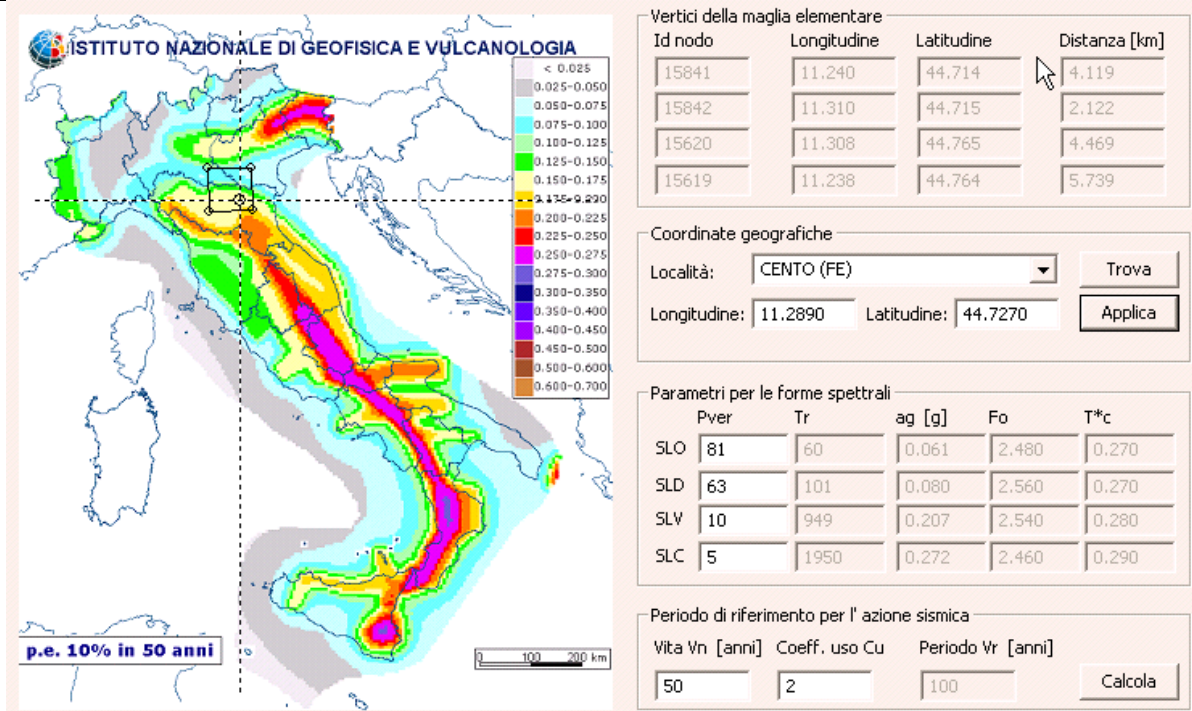 ISTITUTO NAZIONALE DI GEOFISICA E VULCANOLOGIA
< 0.025
0.025-0.050
0.050-0.075
0.075-0.100
0.100-0.125
0.125-0.150
0.150-0.175
0.175-0.200
0.200-0.225
0.225-0.250
0.250-0.275
0.275-0.300
0.300-0.350
0.350-0.400
0.400-0.450
0.450-0.500
0.500-0.600
0.600-0.700
p.e. 10% in 50 anni
0 100 200 km
Vertici della maglia elementare
Id nodo Longitudine Latitudine Distanza [km]
15841 11.240 44.714 4.119
15842 11.310 44.715 2.122
15620 11.308 44.765 4.469
15619 11.238 44.764 5.739
Coordinate geografiche
Località: CENTO (FE) Trova
Longitudine: 11.2890 Latitudine: 44.7270 Applica
Parametri per le forme spettrali
Pver Tr ag [g] Fo T*c
SLO 81 60 0.061 2.480 0.270
SLD 63 101 0.080 2.560 0.270
SLV 10 949 0.207 2.540 0.280
SLC 5 1950 0.272 2.460 0.290
Periodo di riferimento per l' azione sismica
Vita Vn [anni] Coeff. uso Cu Periodo Vr [anni]
50 2 100 Calcola